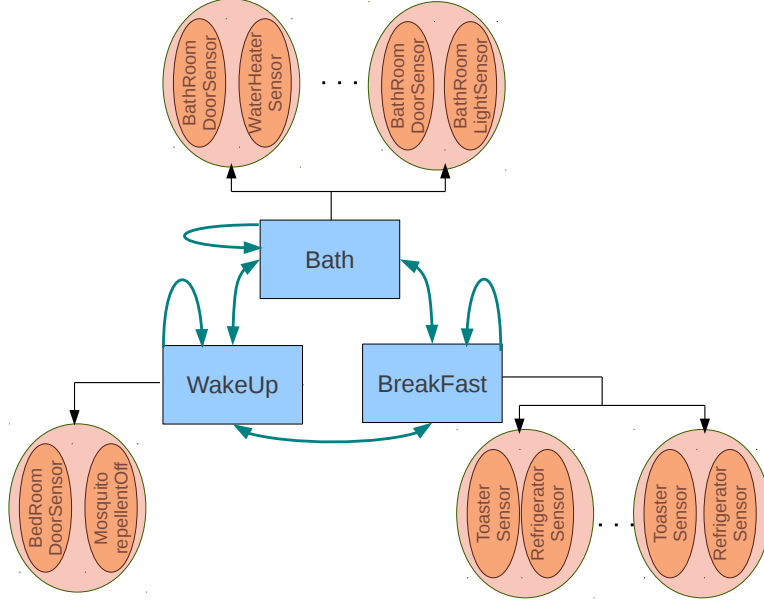 BathRoom
DoorSensor
WaterHeater
Sensor
. . .
BathRoom
DoorSensor
BathRoom
LightSensor
Bath
WakeUp
BreakFast
BedRoom
DoorSensor
Mosquito
repellentOff
Toaster
Sensor
Refrigerator
Sensor
. . .
Toaster
Sensor
Refrigerator
Sensor